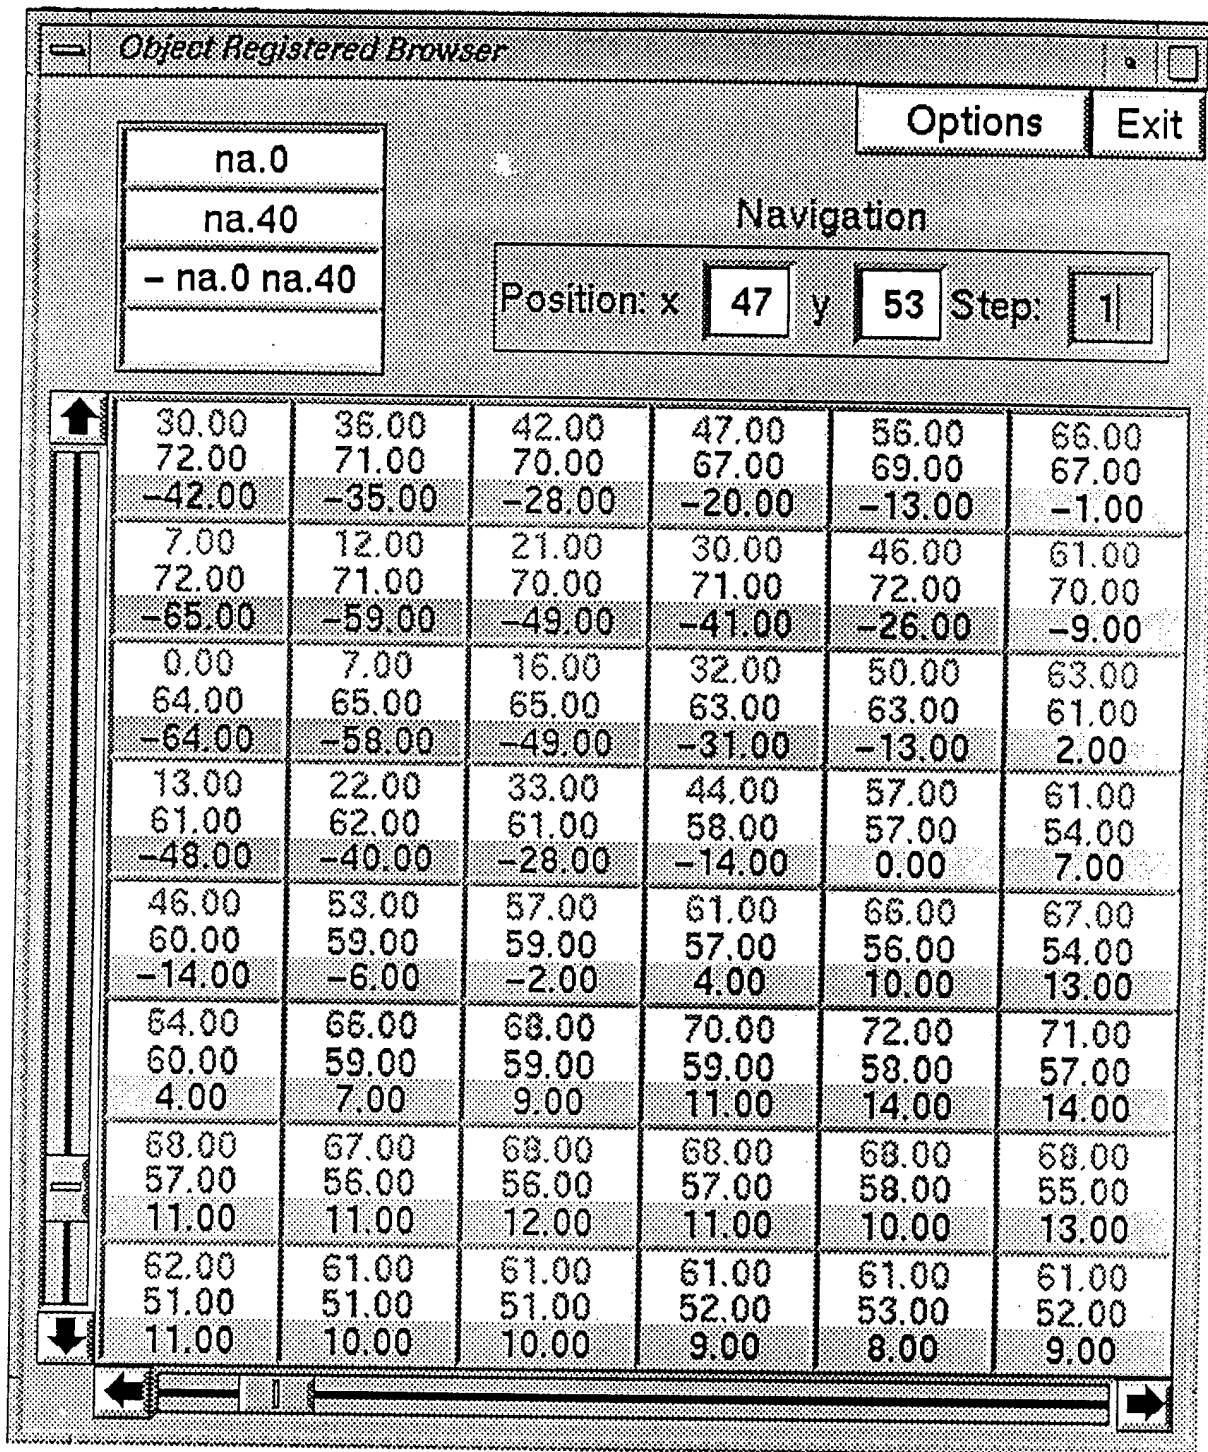 Object Registered Browser
Options Exit
na.0
na.40
– na.0 na.40
Navigation
Position: x 47 y 53 Step: 1
30.00 36.00 42.00 47.00 56.00 66.00
72.00 71.00 70.00 67.00 69.00 67.00
–42.00 –35.00 –28.00 –20.00 –13.00 –1.00
7.00 12.00 21.00 30.00 46.00 61.00
72.00 71.00 70.00 71.00 72.00 70.00
–65.00 –59.00 –49.00 –41.00 –26.00 –9.00
0.00 7.00 16.00 32.00 50.00 63.00
64.00 65.00 65.00 63.00 63.00 61.00
–64.00 –58.00 –49.00 –31.00 –13.00 2.00
13.00 22.00 33.00 44.00 57.00 61.00
61.00 62.00 61.00 58.00 57.00 54.00
–48.00 –40.00 –28.00 –14.00 0.00 7.00
46.00 53.00 57.00 61.00 66.00 67.00
60.00 59.00 59.00 57.00 56.00 54.00
–14.00 –6.00 –2.00 4.00 10.00 13.00
64.00 66.00 68.00 70.00 72.00 71.00
60.00 59.00 59.00 59.00 58.00 57.00
4.00 7.00 9.00 11.00 14.00 14.00
68.00 67.00 68.00 68.00 68.00 68.00
57.00 56.00 56.00 57.00 58.00 55.00
11.00 11.00 12.00 11.00 10.00 13.00
62.00 61.00 61.00 61.00 61.00 61.00
51.00 51.00 51.00 52.00 53.00 52.00
11.00 10.00 10.00 9.00 8.00 9.00